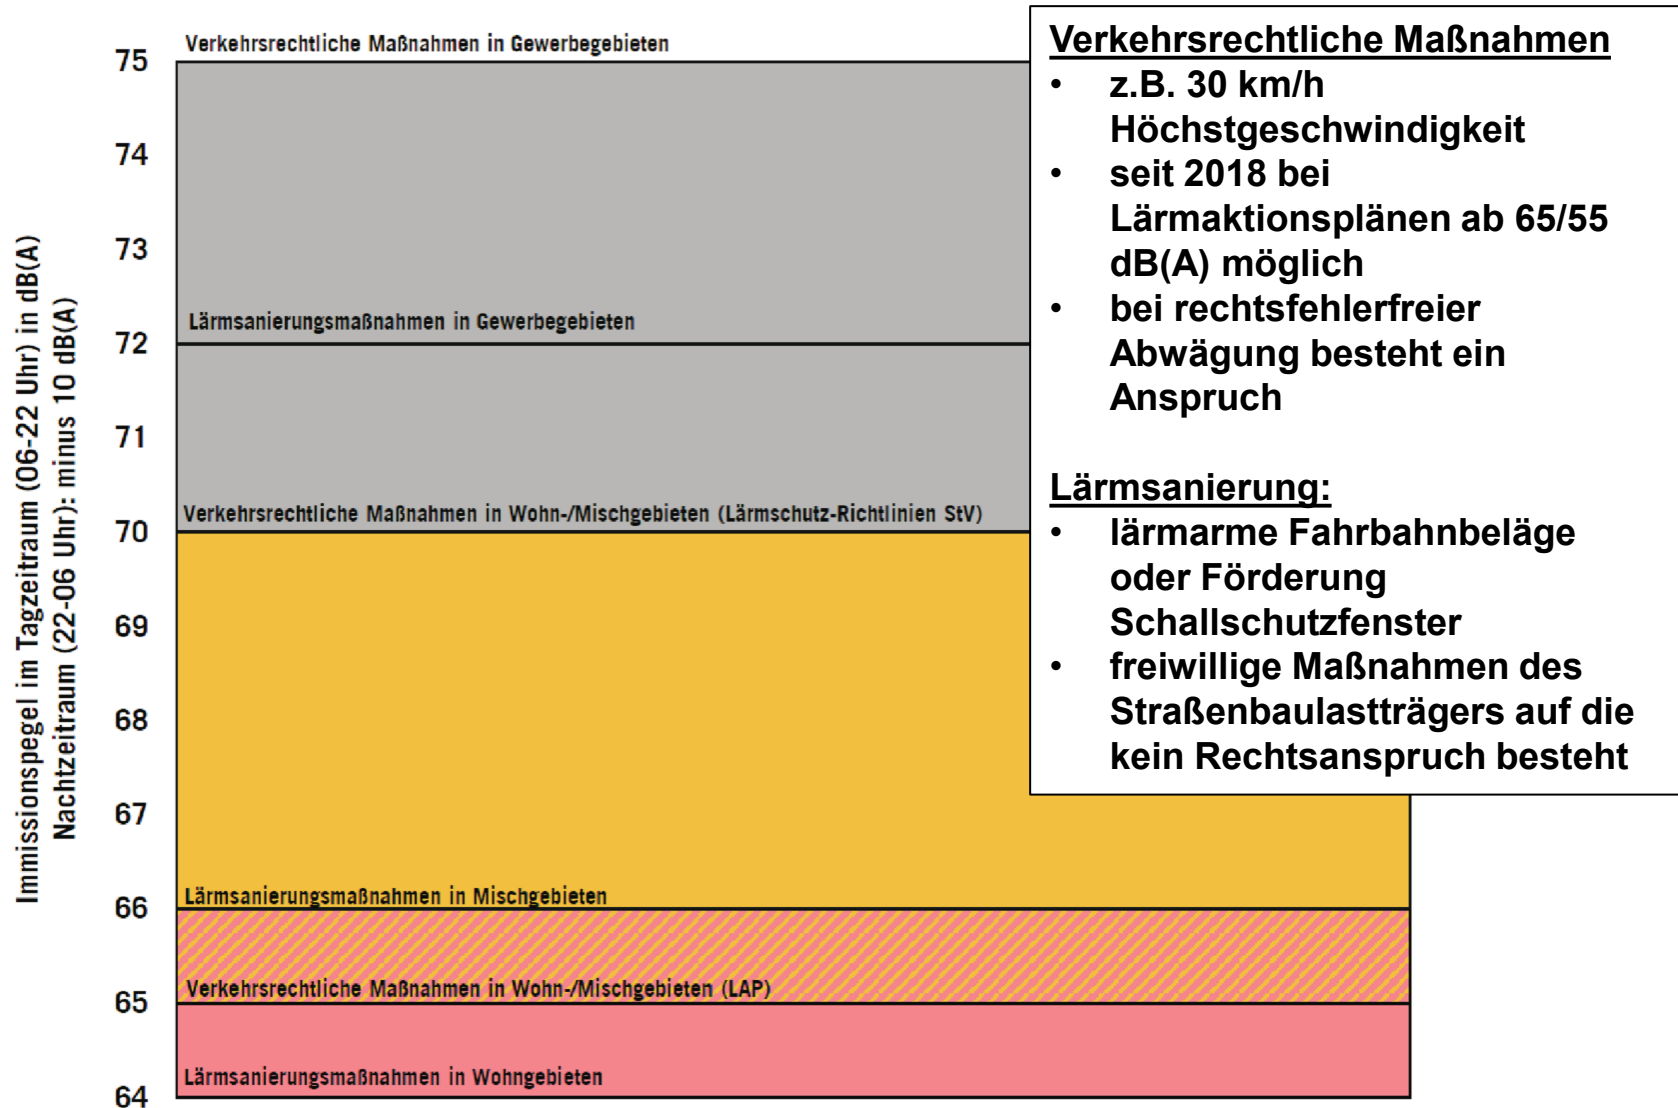 Immissionspegel im Tagzeitraum (06-22 Uhr) in dB(A)
Nachtzeitraum (22-06 Uhr): minus 10 dB(A)
Verkehrsrechtliche Maßnahmen in Gewerbegebieten
75
74
73
Lärmsanierungsmaßnahmen in Gewerbegebieten
72
71
Verkehrsrechtliche Maßnahmen in Wohn-/Mischgebieten (Lärmschutz-Richtlinien StV)
70
69
68
67
Lärmsanierungsmaßnahmen in Mischgebieten
66
Verkehrsrechtliche Maßnahmen in Wohn-/Mischgebieten (LAP)
65
Lärmsanierungsmaßnahmen in Wohngebieten
64
Verkehrsrechtliche Maßnahmen
• z.B. 30 km/h
Höchstgeschwindigkeit
• seit 2018 bei
Lärmaktionsplänen ab 65/55
dB(A) möglich
• bei rechtsfehlerfreier
Abwägung besteht ein
Anspruch
Lärmsanierung:
• lärmarme Fahrbahnbeläge
oder Förderung
Schallschutzfenster
• freiwillige Maßnahmen des
Straßenbaulastträgers auf die
kein Rechtsanspruch besteht